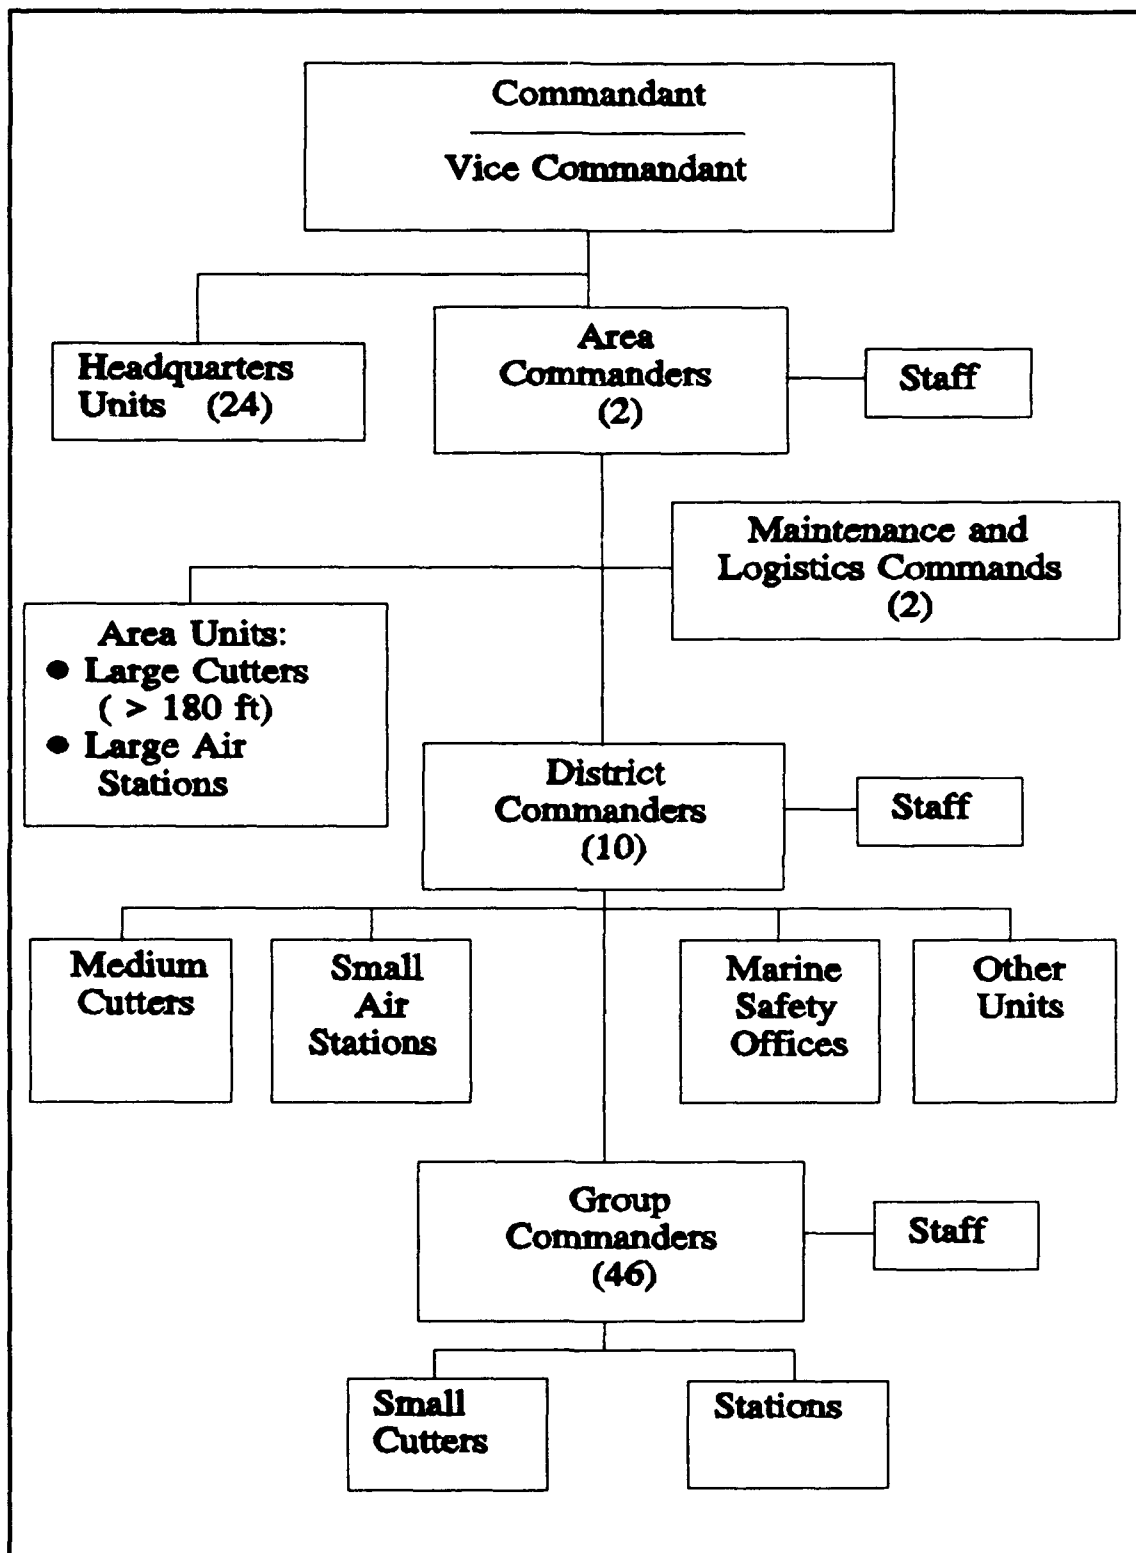 Commandant
Vice Commandant
Headquarters
Units (24)
Area
Commanders
(2)
Staff
Maintenance and
Logistics Commands
(2)
Area Units:
● Large Cutters
( > 180 ft)
● Large Air
Stations
District
Commanders
(10)
Staff
Medium
Cutters
Small
Air
Stations
Marine
Safety
Offices
Other
Units
Group
Commanders
(46)
Staff
Small
Cutters
Stations